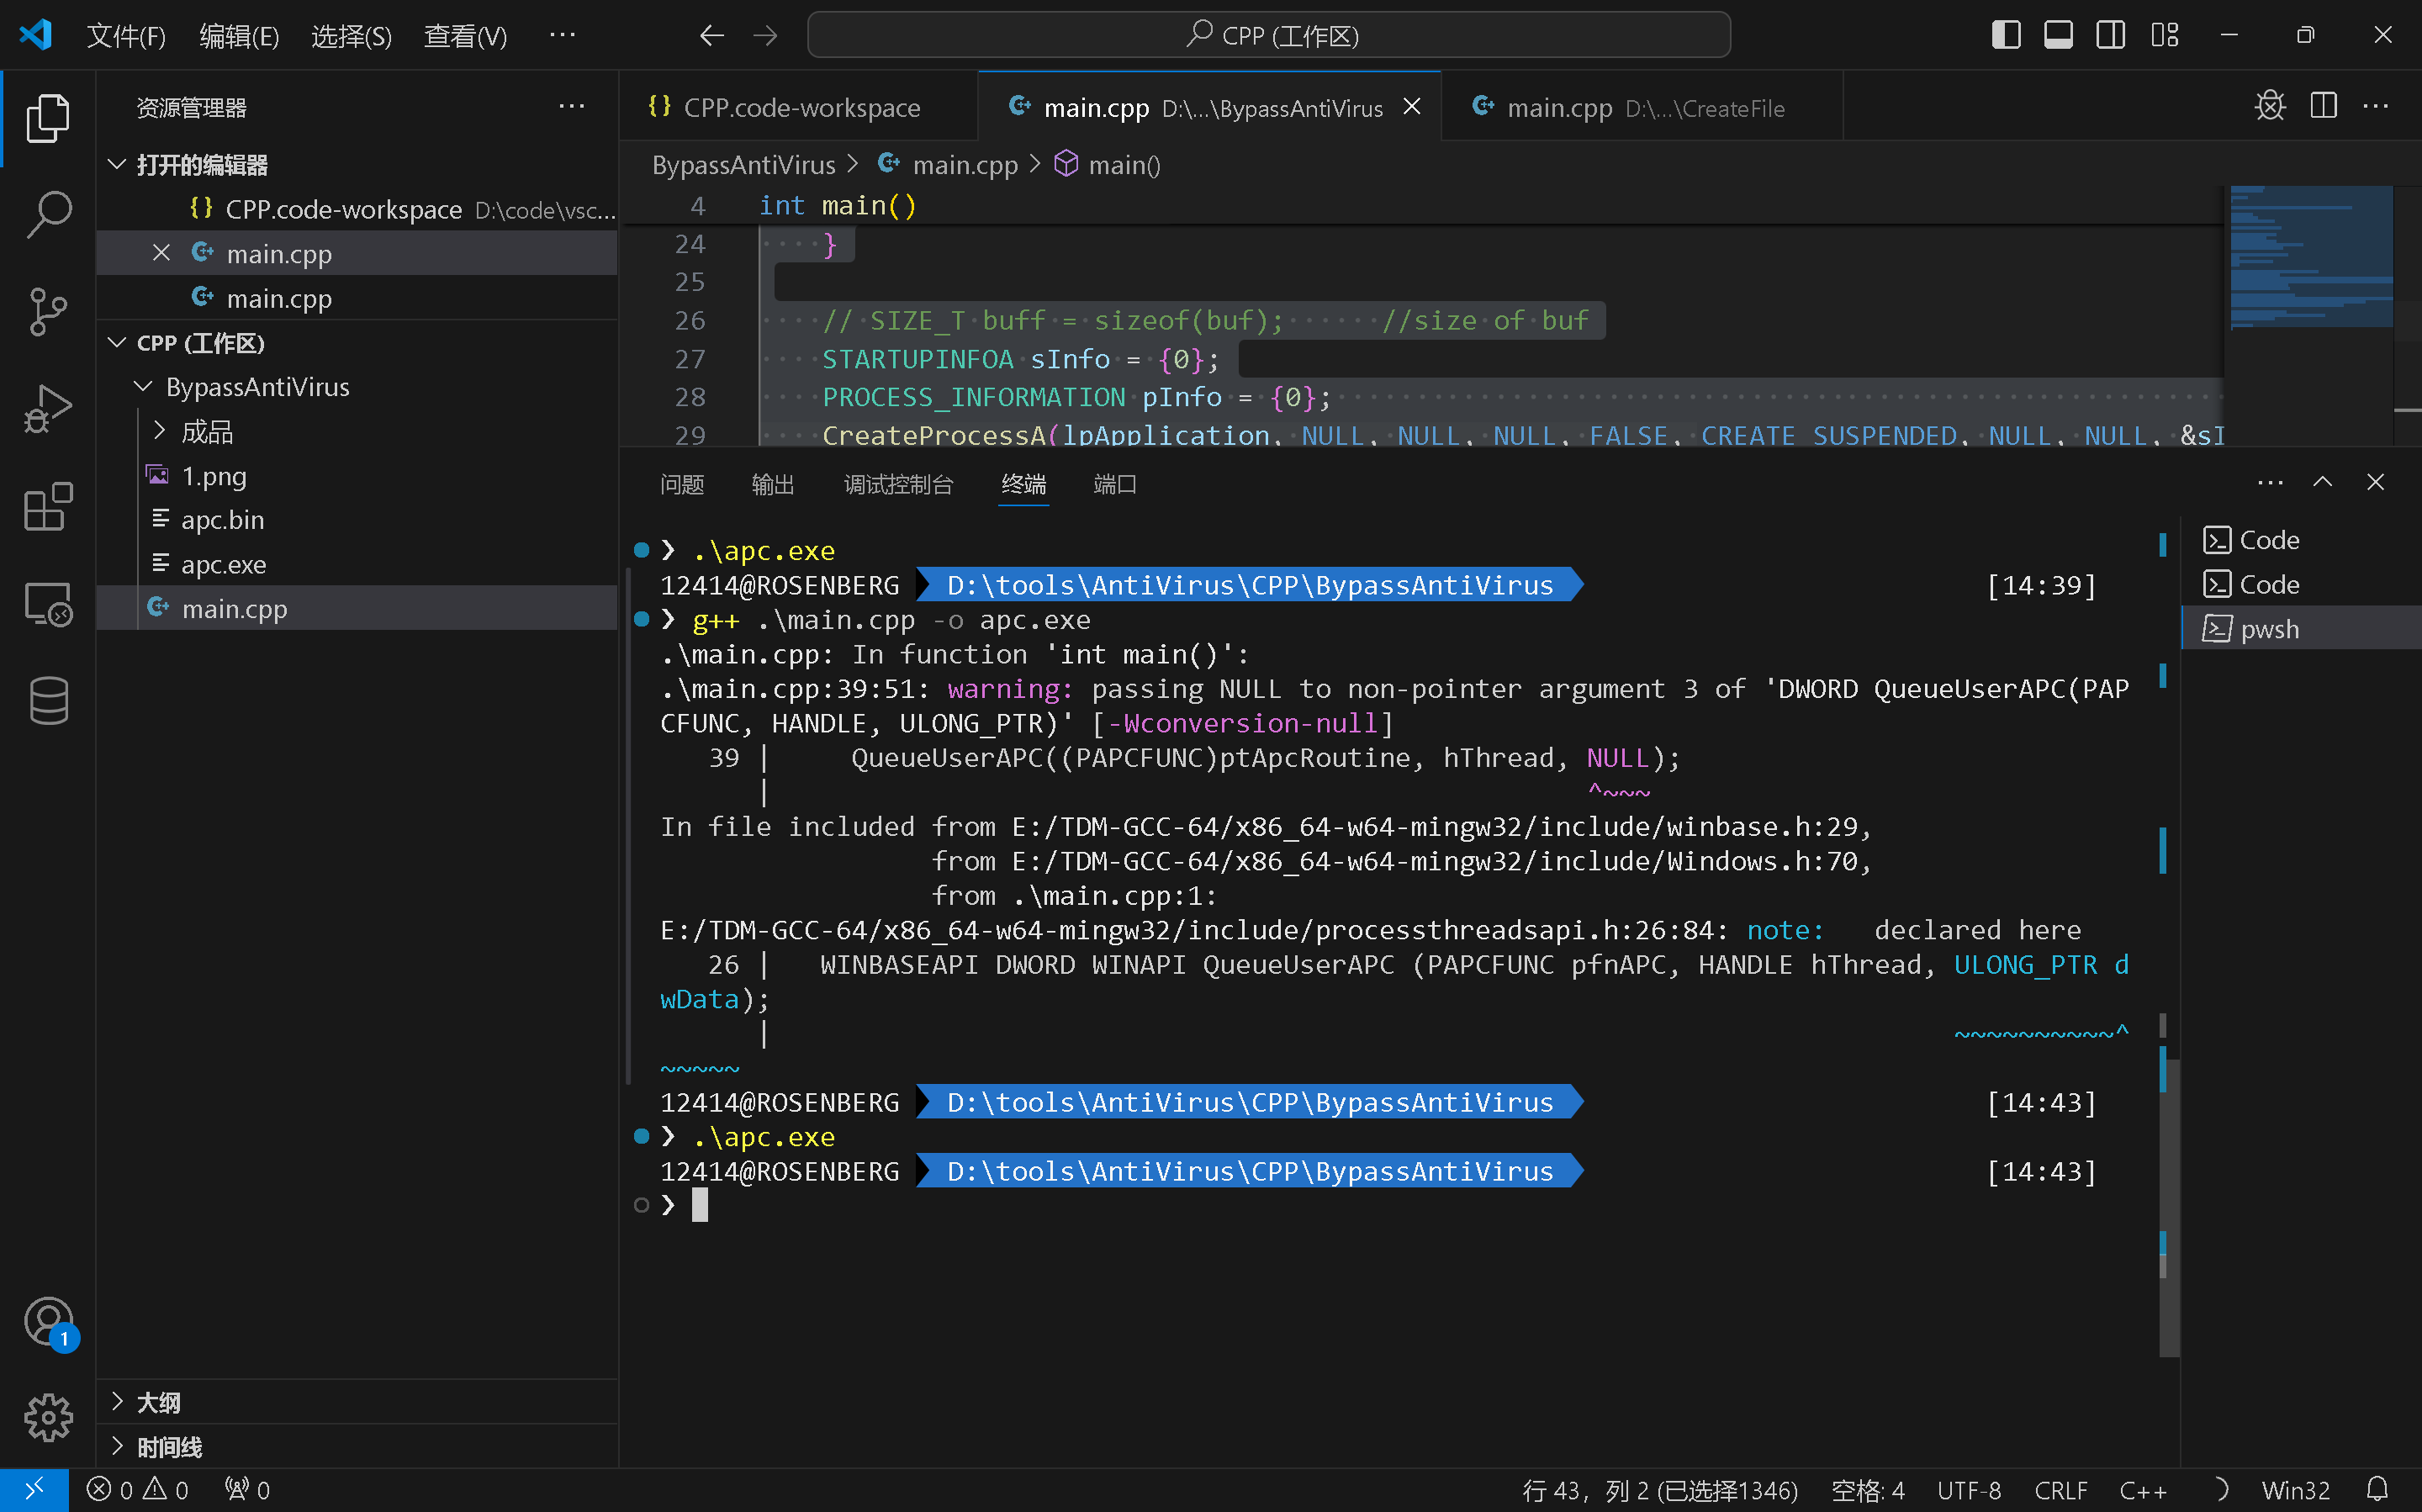 文件(F) 编辑(E) 选择(S) 查看(V) ··· CPP (工作区)
资源管理器
打开的编辑器
{} CPP.code-workspace D:\code\vsc...
main.cpp
main.cpp
CPP (工作区)
BypassAntiVirus
成品
1.png
apc.bin
apc.exe
main.cpp
大纲
时间线
{} CPP.code-workspace
main.cpp D:\...\BypassAntiVirus
main.cpp D:\...\CreateFile
BypassAntiVirus > main.cpp > main()
4 int main()
24 }
25
26 // SIZE_T buff = sizeof(buf); //size of buf
27 STARTUPINFOA sInfo = {0};
28 PROCESS_INFORMATION pInfo = {0};
29 CreateProcessA(lpApplication, NULL, NULL, NULL, FALSE, CREATE_SUSPENDED, NULL, NULL, &sI
问题 输出 调试控制台 终端 端口
❯ .\apc.exe
12414@ROSENBERG D:\tools\AntiVirus\CPP\BypassAntiVirus [14:39]
❯ g++ .\main.cpp -o apc.exe
.\main.cpp: In function 'int main()':
.\main.cpp:39:51: warning: passing NULL to non-pointer argument 3 of 'DWORD QueueUserAPC(PAP
CFUNC, HANDLE, ULONG_PTR)' [-Wconversion-null]
39 | QueueUserAPC((PAPCFUNC)ptApcRoutine, hThread, NULL);
| ^~~~
In file included from E:/TDM-GCC-64/x86_64-w64-mingw32/include/winbase.h:29,
from E:/TDM-GCC-64/x86_64-w64-mingw32/include/Windows.h:70,
from .\main.cpp:1:
E:/TDM-GCC-64/x86_64-w64-mingw32/include/processthreadsapi.h:26:84: note: declared here
26 | WINBASEAPI DWORD WINAPI QueueUserAPC (PAPCFUNC pfnAPC, HANDLE hThread, ULONG_PTR d
wData);
| ~~~~~~~~~~^
~~~~~
12414@ROSENBERG D:\tools\AntiVirus\CPP\BypassAntiVirus [14:43]
❯ .\apc.exe
12414@ROSENBERG D:\tools\AntiVirus\CPP\BypassAntiVirus [14:43]
❯
Code
Code
pwsh
1
0 0 0
行 43，列 2 (已选择1346) 空格: 4 UTF-8 CRLF C++ Win32